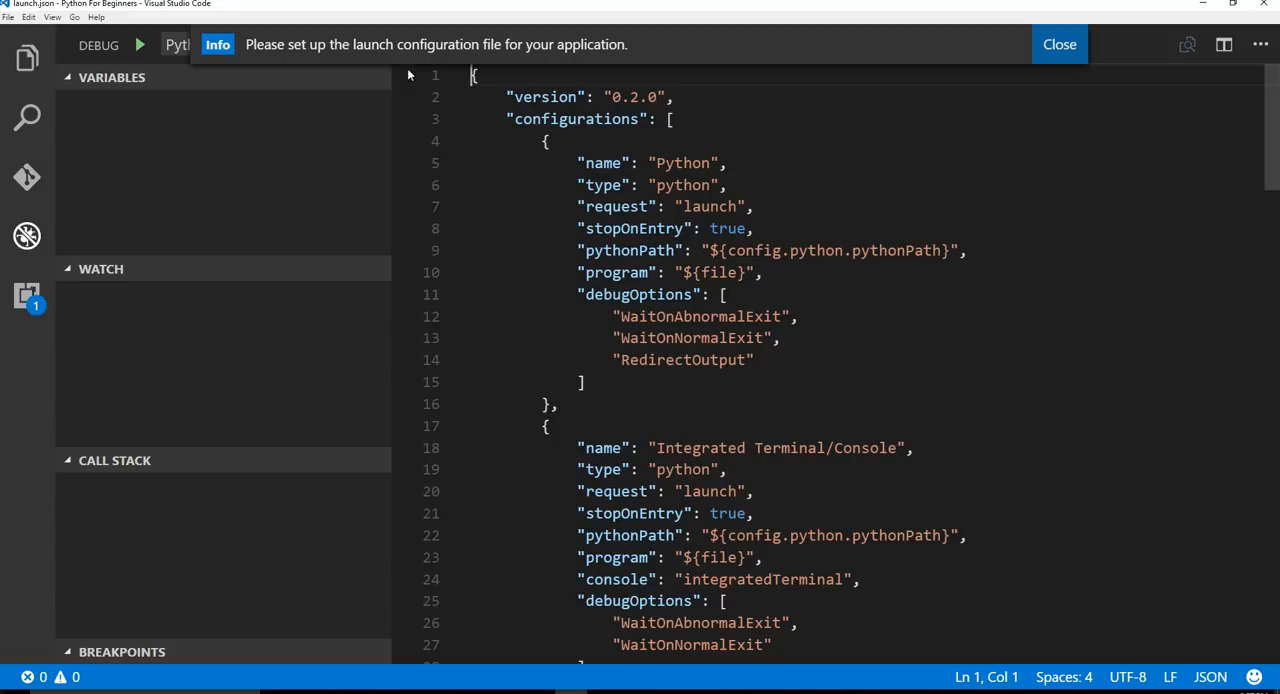 launch.json - Python For Beginners - Visual Studio Code
File Edit View Go Help
DEBUG Pyth
Info Please set up the launch configuration file for your application. Close
VARIABLES
WATCH
CALL STACK
BREAKPOINTS
1
1 {
2 "version": "0.2.0",
3 "configurations": [
4 {
5 "name": "Python",
6 "type": "python",
7 "request": "launch",
8 "stopOnEntry": true,
9 "pythonPath": "${config.python.pythonPath}",
10 "program": "${file}",
11 "debugOptions": [
12 "WaitOnAbnormalExit",
13 "WaitOnNormalExit",
14 "RedirectOutput"
15 ]
16 },
17 {
18 "name": "Integrated Terminal/Console",
19 "type": "python",
20 "request": "launch",
21 "stopOnEntry": true,
22 "pythonPath": "${config.python.pythonPath}",
23 "program": "${file}",
24 "console": "integratedTerminal",
25 "debugOptions": [
26 "WaitOnAbnormalExit",
27 "WaitOnNormalExit"
0 0 Ln 1, Col 1 Spaces: 4 UTF-8 LF JSON